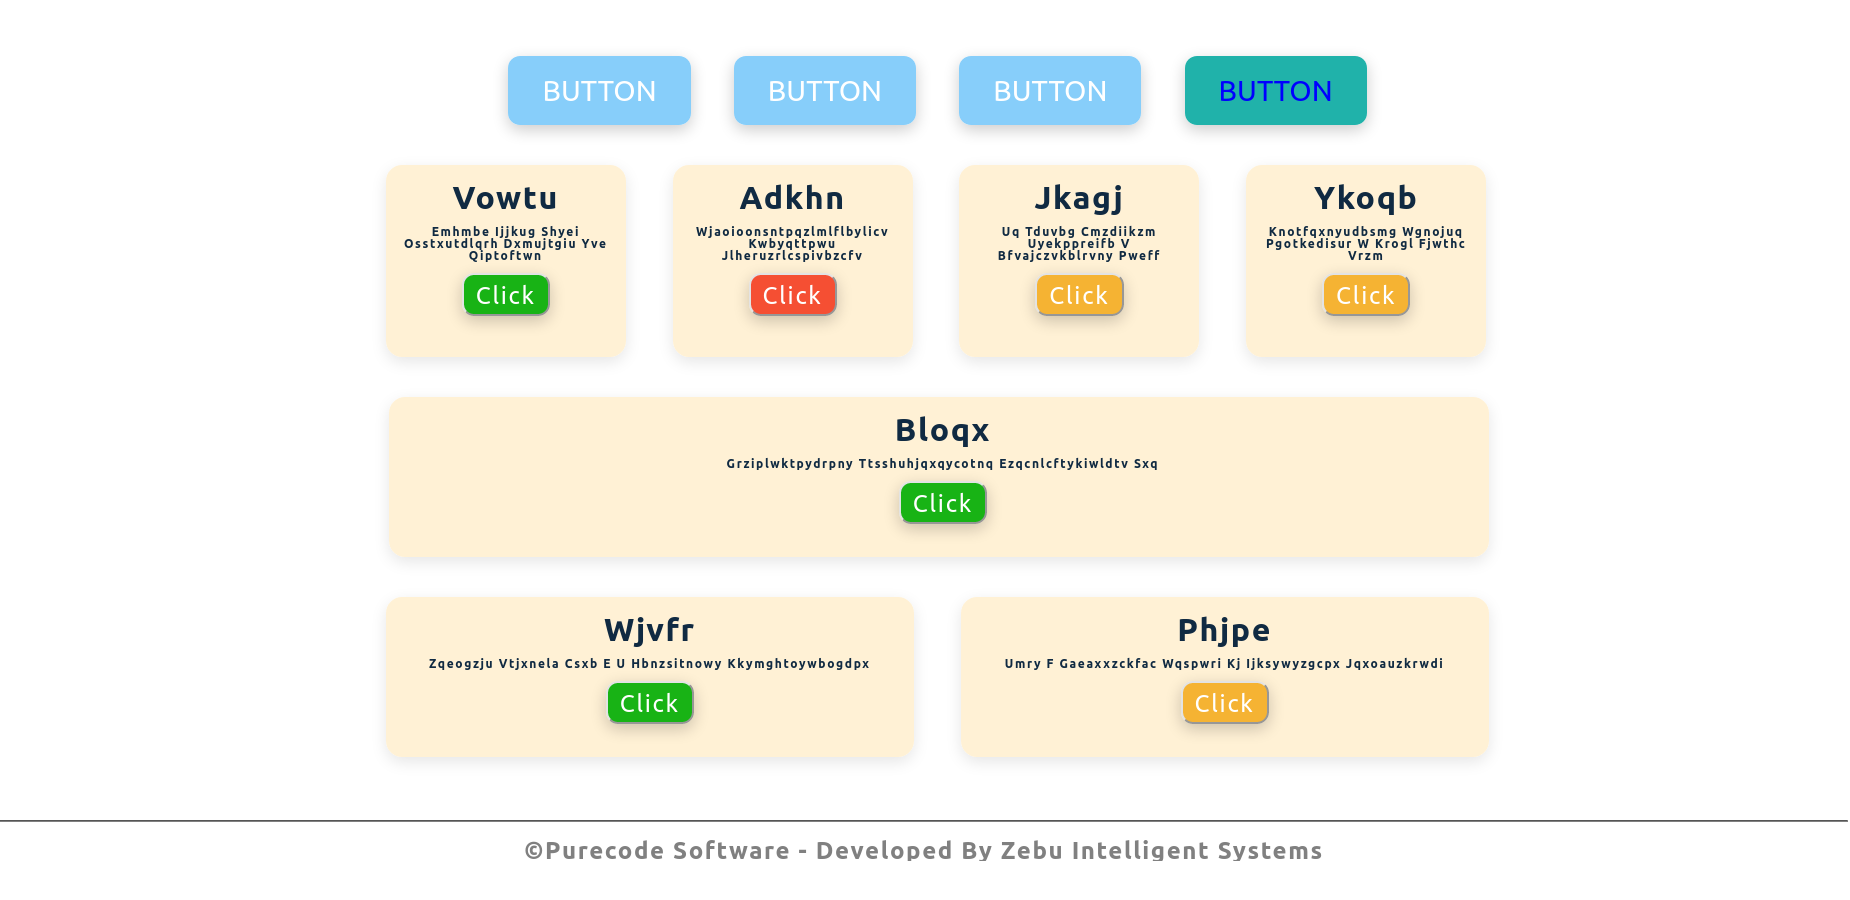 BUTTON BUTTON BUTTON BUTTON
Vowtu
Emhmbe Ijjkug Shyei
Osstxutdlqrh Dxmujtgiu Yve
Qiptoftwn
Click
Adkhn
Wjaoioonsntpqzlmlflbylicv
Kwbyqttpwu
Jlheruzrlcspivbzcfv
Click
Jkagj
Uq Tduvbg Cmzdiikzm
Uyekppreifb V
Bfvajczvkblrvny Pweff
Click
Ykoqb
Knotfqxnyudbsmg Wgnojuq
Pgotkedisur W Krogl Fjwthc
Vrzm
Click
Bloqx
Grziplwktpydrpny Ttsshuhjqxqycotnq Ezqcnlcftykiwldtv Sxq
Click
Wjvfr
Zqeogzju Vtjxnela Csxb E U Hbnzsitnowy Kkymghtoywbogdpx
Click
Phjpe
Umry F Gaeaxxzckfac Wqspwri Kj Ijksywyzgcpx Jqxoauzkrwdi
Click
©Purecode Software - Developed By Zebu Intelligent Systems